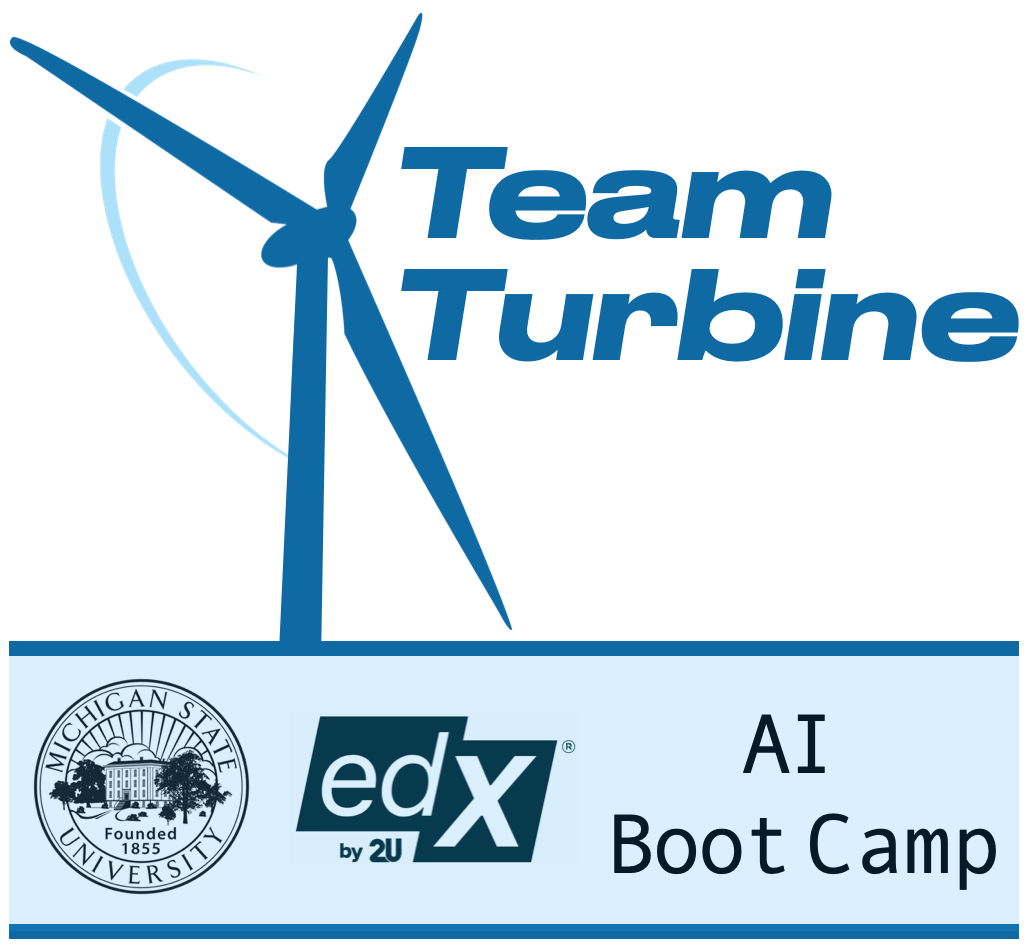 Team
Turbine
MICHIGAN STATE
UNIVERSITY
Founded
1855
edX®
by 2U
AI
Boot Camp